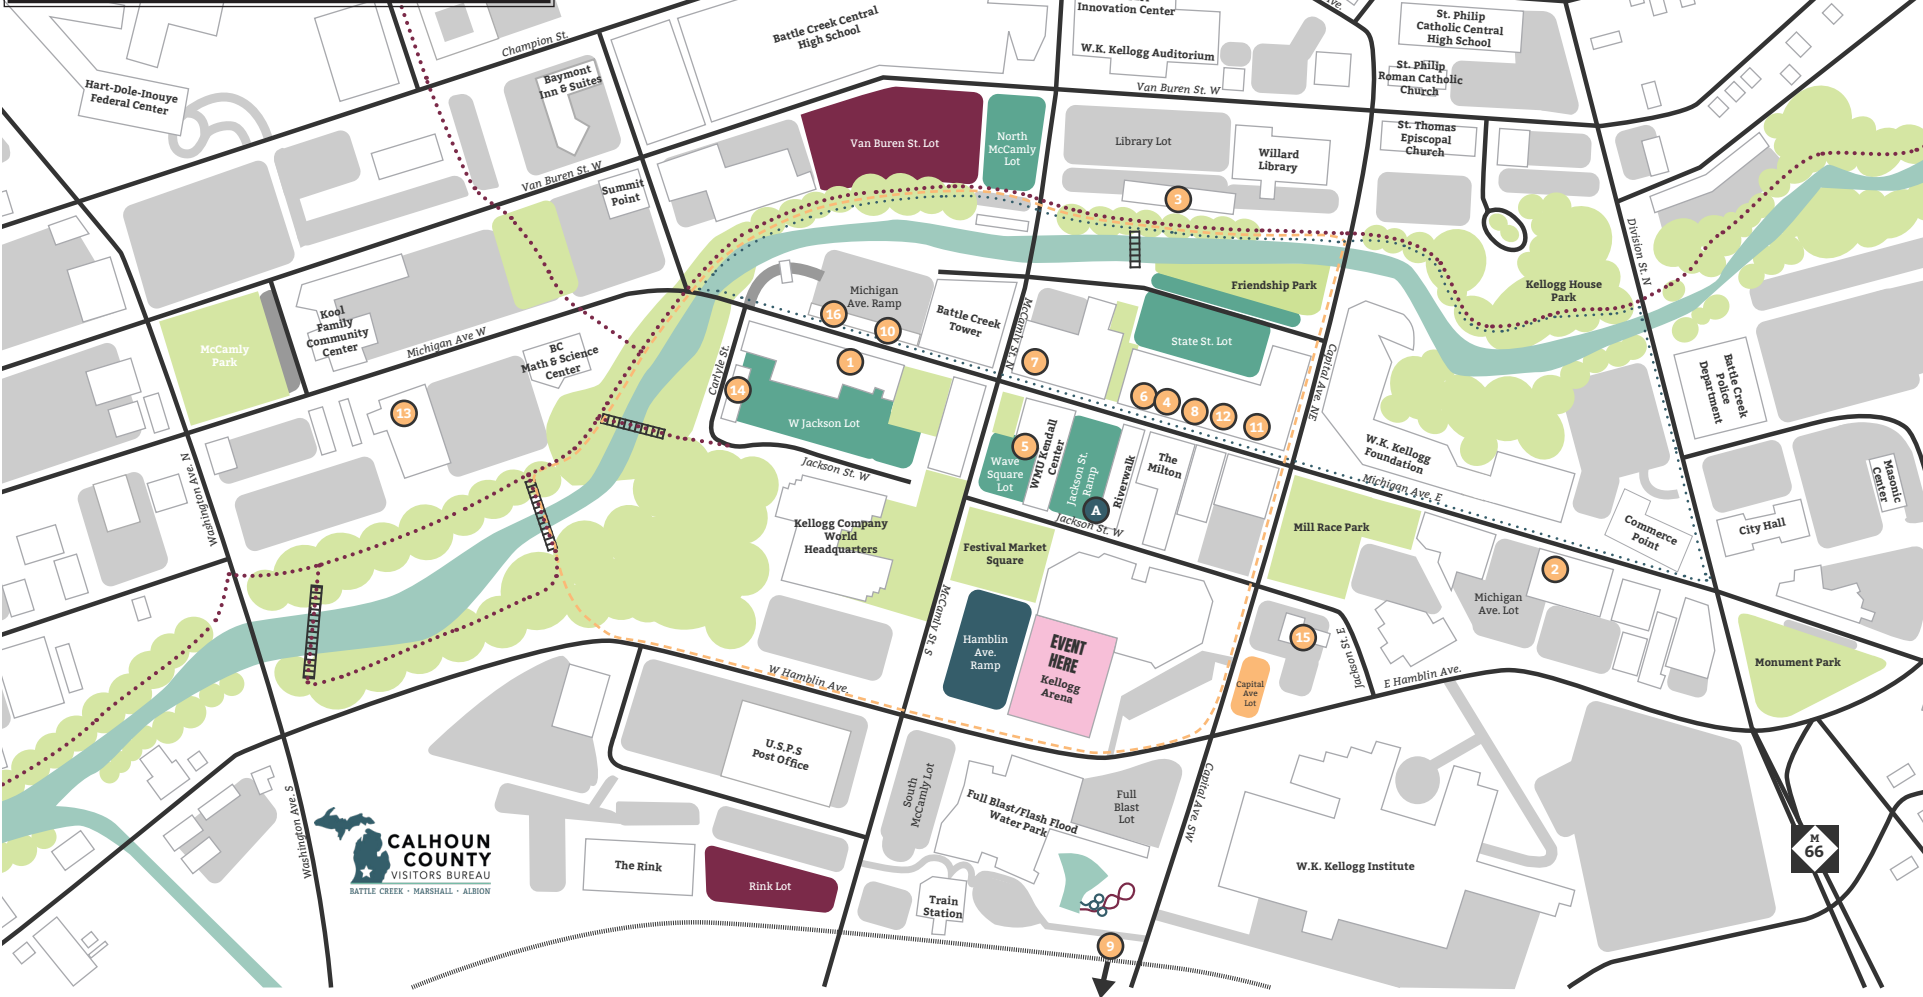 Innovation Center
W.K. Kellogg Auditorium
Battle Creek Central
High School
St. Philip
Catholic Central
High School
St. Philip
Roman Catholic
Church
Champion St.
Baymont
Inn & Suites
Hart-Dole-Inouye
Federal Center
Van Buren St. W
Van Buren St. W
Summit
Point
Van Buren St. Lot
North
McCamly
Lot
Library Lot
Willard
Library
St. Thomas
Episcopal
Church
3
Division St. N
Kellogg House
Park
Friendship Park
Michigan
Ave. Ramp
16
10
Battle Creek
Tower
McCamly St. N
State St. Lot
7
Capital Ave. NE
Kool
Family
Community
Center
McCamly
Park
Michigan Ave W
BC
Math & Science
Center
Carlyle St.
1
14
13
W Jackson Lot
6
4
8
12
11
Battle Creek
Police
Department
5
Wave
Square
Lot
WMU Kendall
Center
Jackson St.
Ramp
Riverwalk
The
Milton
W.K. Kellogg
Foundation
Michigan Ave. E
Masonic
Center
Jackson St. W
A
Jackson St. W
Washington Ave. N
Kellogg Company
World
Headquarters
Festival Market
Square
Mill Race Park
Commerce
Point
City Hall
2
Michigan
Ave. Lot
McCamly St. S
Hamblin
Ave.
Ramp
EVENT
HERE
Kellogg
Arena
15
Jackson St. E
Capital
Ave
Lot
E Hamblin Ave.
Monument Park
W Hamblin Ave.
U.S.P.S
Post Office
South
McCamly Lot
Full Blast/Flash Flood
Water Park
Full
Blast
Lot
Capital Ave. SW
Washington Ave. S
CALHOUN
COUNTY
VISITORS BUREAU
BATTLE CREEK · MARSHALL · ALBION
The Rink
Rink Lot
Train
Station
9
W.K. Kellogg Institute
M
66